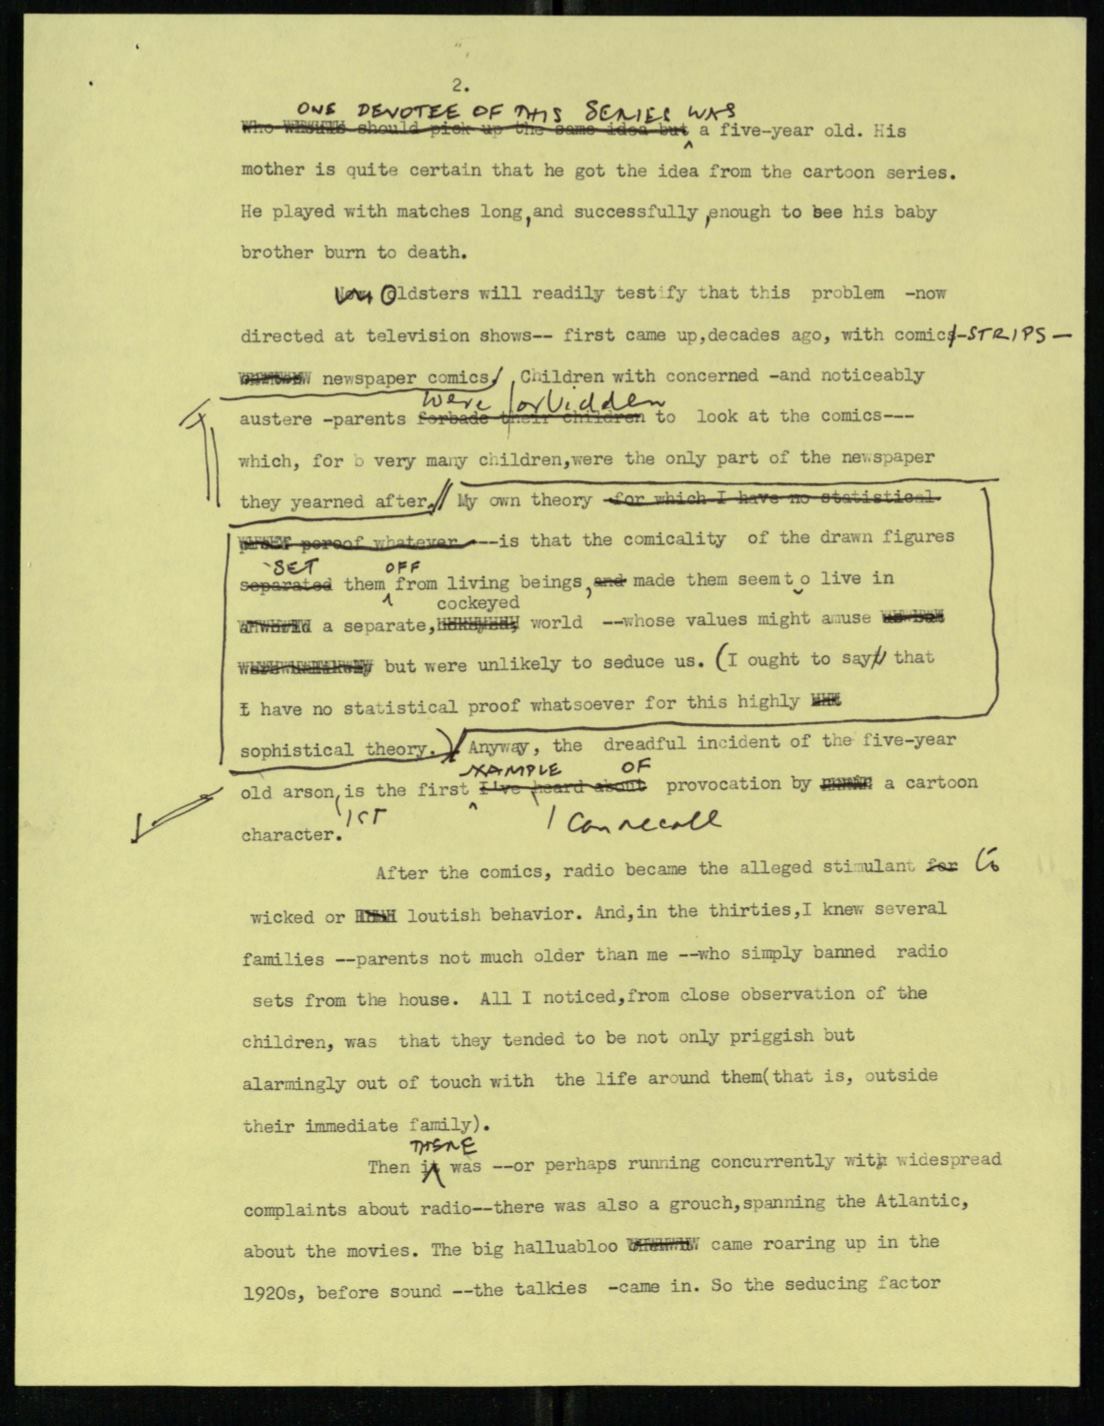 2.
ONE DEVOTEE OF THIS SERIES WAS
Who should pick up the same idea but a five-year old. His
mother is quite certain that he got the idea from the cartoon series.
He played with matches long, and successfully, enough to see his baby
brother burn to death.
Now, Oldsters will readily testify that this problem -now
directed at television shows-- first came up, decades ago, with comic-STRIPS-
newspaper comics. Children with concerned -and noticeably
were forbidden
austere -parents forbade their children to look at the comics---
which, for b very many children,were the only part of the newspaper
they yearned after. // My own theory -for which I have no statistical
poroof whatever ---is that the comicality of the drawn figures
SET OFF
separated them from living beings, and made them seem to live in
cockeyed
a separate, world --whose values might amuse
but were unlikely to seduce us. (I ought to say that
I have no statistical proof whatsoever for this highly
sophistical theory.) Anyway, the dreadful incident of the five-year
XAMPLE OF
old arson, is the first I've heard about provocation by a cartoon
IST I can recall
character.
After the comics, radio became the alleged stimulant for to
wicked or loutish behavior. And,in the thirties,I knew several
families --parents not much older than me --who simply banned radio
sets from the house. All I noticed,from close observation of the
children, was that they tended to be not only priggish but
alarmingly out of touch with the life around them(that is, outside
their immediate family).
THERE
Then it was --or perhaps running concurrently with widespread
complaints about radio--there was also a grouch,spanning the Atlantic,
about the movies. The big halluabloo came roaring up in the
1920s, before sound --the talkies -came in. So the seducing factor